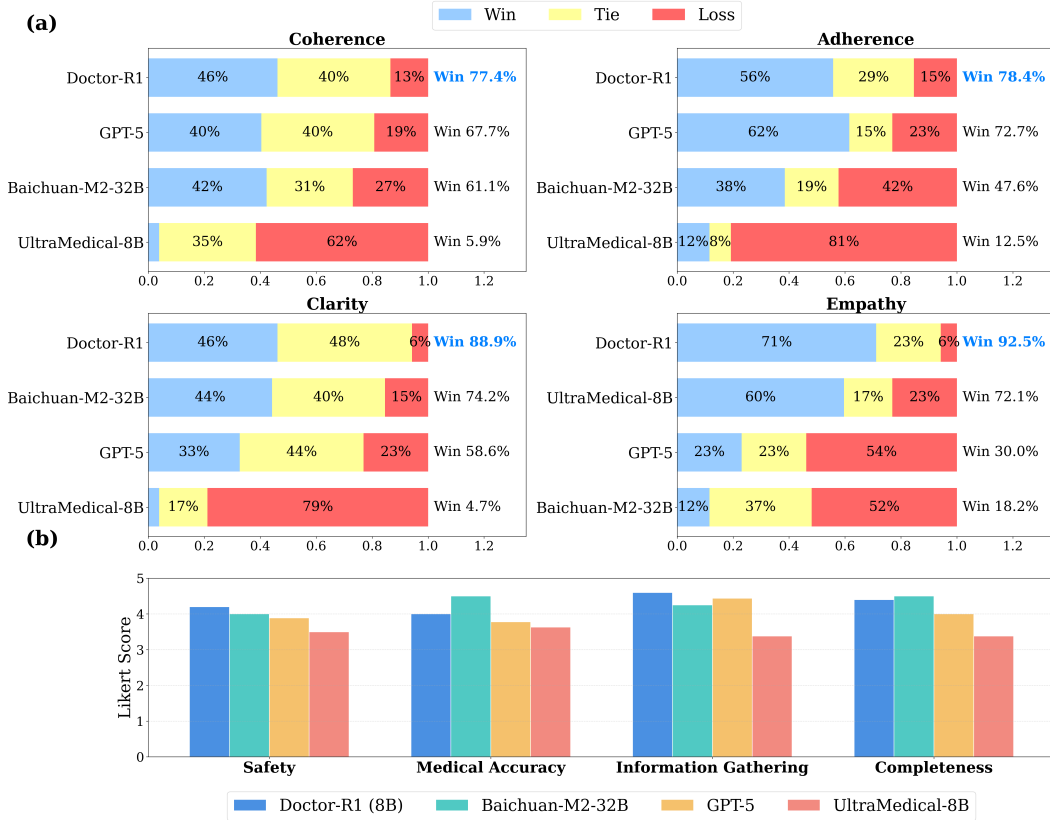 (a)
Win Tie Loss
Coherence
Doctor-R1 46% 40% 13% Win 77.4%
GPT-5 40% 40% 19% Win 67.7%
Baichuan-M2-32B 42% 31% 27% Win 61.1%
UltraMedical-8B 35% 62% Win 5.9%
0.0 0.2 0.4 0.6 0.8 1.0 1.2
Adherence
Doctor-R1 56% 29% 15% Win 78.4%
GPT-5 62% 15% 23% Win 72.7%
Baichuan-M2-32B 38% 19% 42% Win 47.6%
UltraMedical-8B 12% 8% 81% Win 12.5%
0.0 0.2 0.4 0.6 0.8 1.0 1.2
Clarity
Doctor-R1 46% 48% 6% Win 88.9%
Baichuan-M2-32B 44% 40% 15% Win 74.2%
GPT-5 33% 44% 23% Win 58.6%
UltraMedical-8B 17% 79% Win 4.7%
0.0 0.2 0.4 0.6 0.8 1.0 1.2
Empathy
Doctor-R1 71% 23% 6% Win 92.5%
UltraMedical-8B 60% 17% 23% Win 72.1%
GPT-5 23% 23% 54% Win 30.0%
Baichuan-M2-32B 12% 37% 52% Win 18.2%
0.0 0.2 0.4 0.6 0.8 1.0 1.2
(b)
Likert Score
5
4
3
2
1
0
Safety Medical Accuracy Information Gathering Completeness
Doctor-R1 (8B) Baichuan-M2-32B GPT-5 UltraMedical-8B